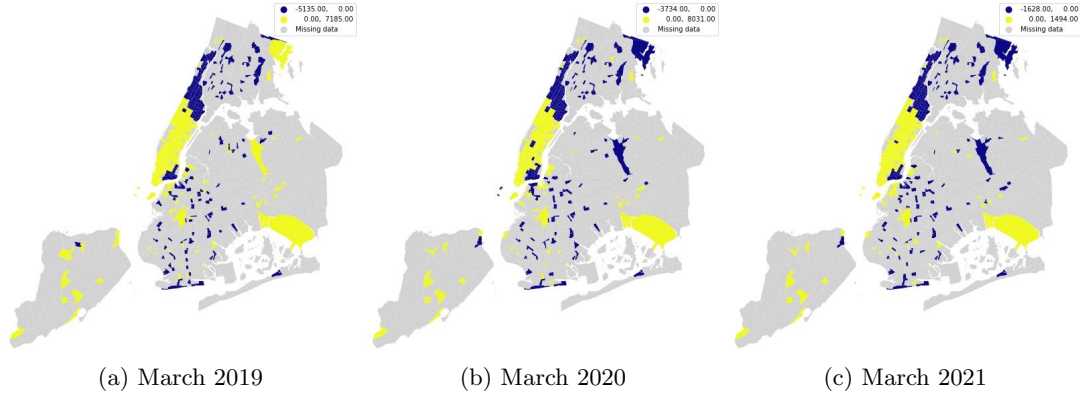 -5135.00, 0.00
0.00, 7185.00
Missing data
-3734.00, 0.00
0.00, 8031.00
Missing data
-1628.00, 0.00
0.00, 1494.00
Missing data
(a) March 2019
(b) March 2020
(c) March 2021